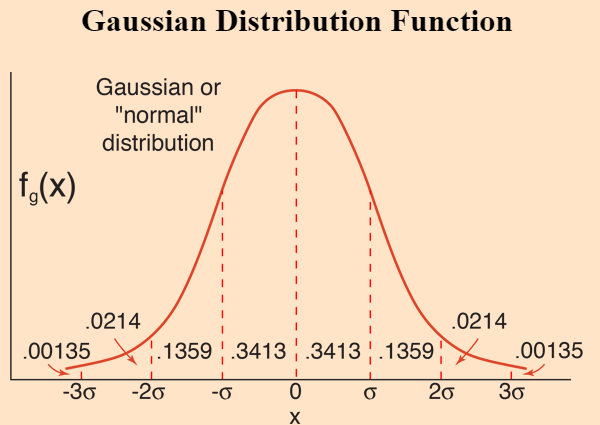 Gaussian Distribution Function
Gaussian or
"normal"
distribution
fg(x)
.0214 .0214
.00135 .1359 .3413 .3413 .1359 .00135
-3σ -2σ -σ 0 σ 2σ 3σ
x